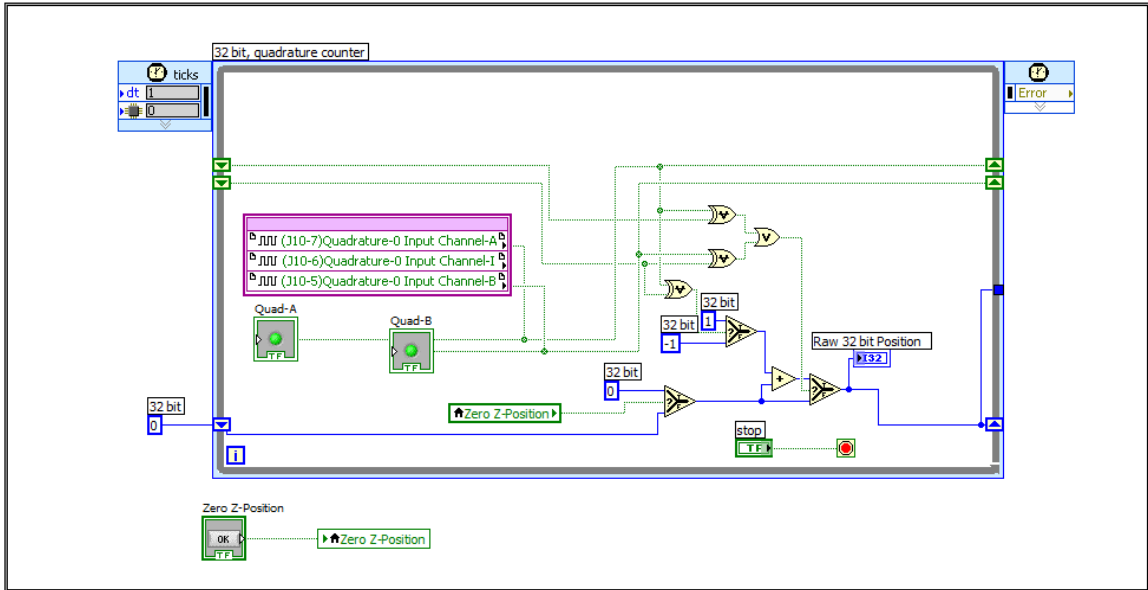 32 bit, quadrature counter
ticks
dt 1
0
Error
(J10-7)Quadrature-0 Input Channel-A
(J10-6)Quadrature-0 Input Channel-I
(J10-5)Quadrature-0 Input Channel-B
Quad-A
TF
Quad-B
TF
32 bit
1
32 bit
-1
Raw 32 bit Position
I32
32 bit
0
Zero Z-Position
32 bit
0
stop
TF
i
Zero Z-Position
OK
TF
Zero Z-Position